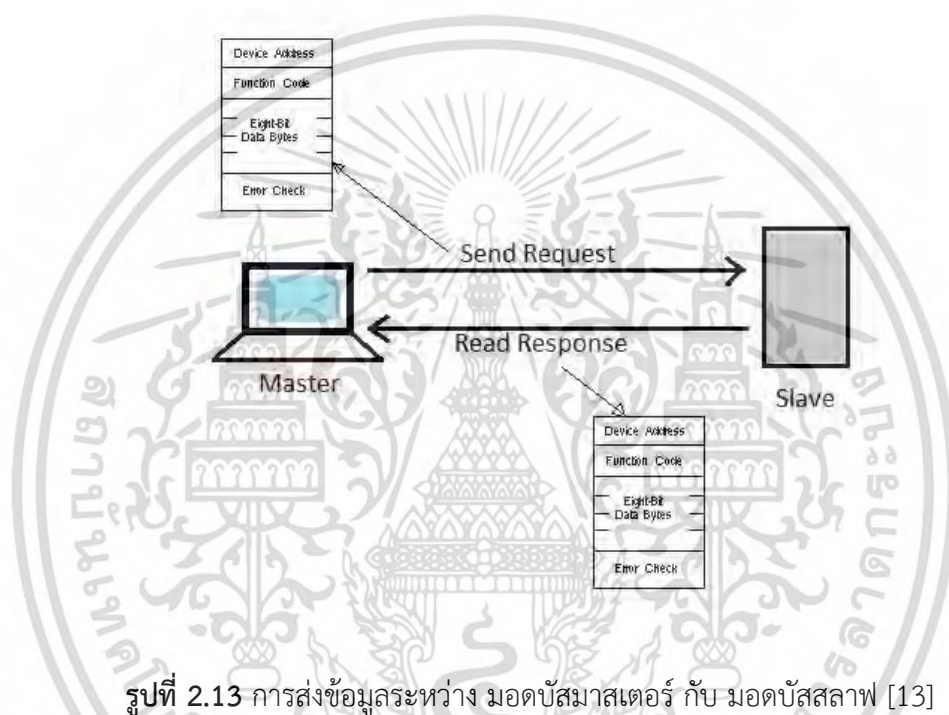 Device Address
Function Code
Eight-Bit
Data Bytes
Error Check
Send Request
Read Response
Master
Slave
Device Address
Function Code
Eight-Bit
Data Bytes
Error Check
รูปที่ 2.13 การส่งข้อมูลระหว่าง มอดบัสมาสเตอร์ กับ มอดบัสสลาฟ [13]